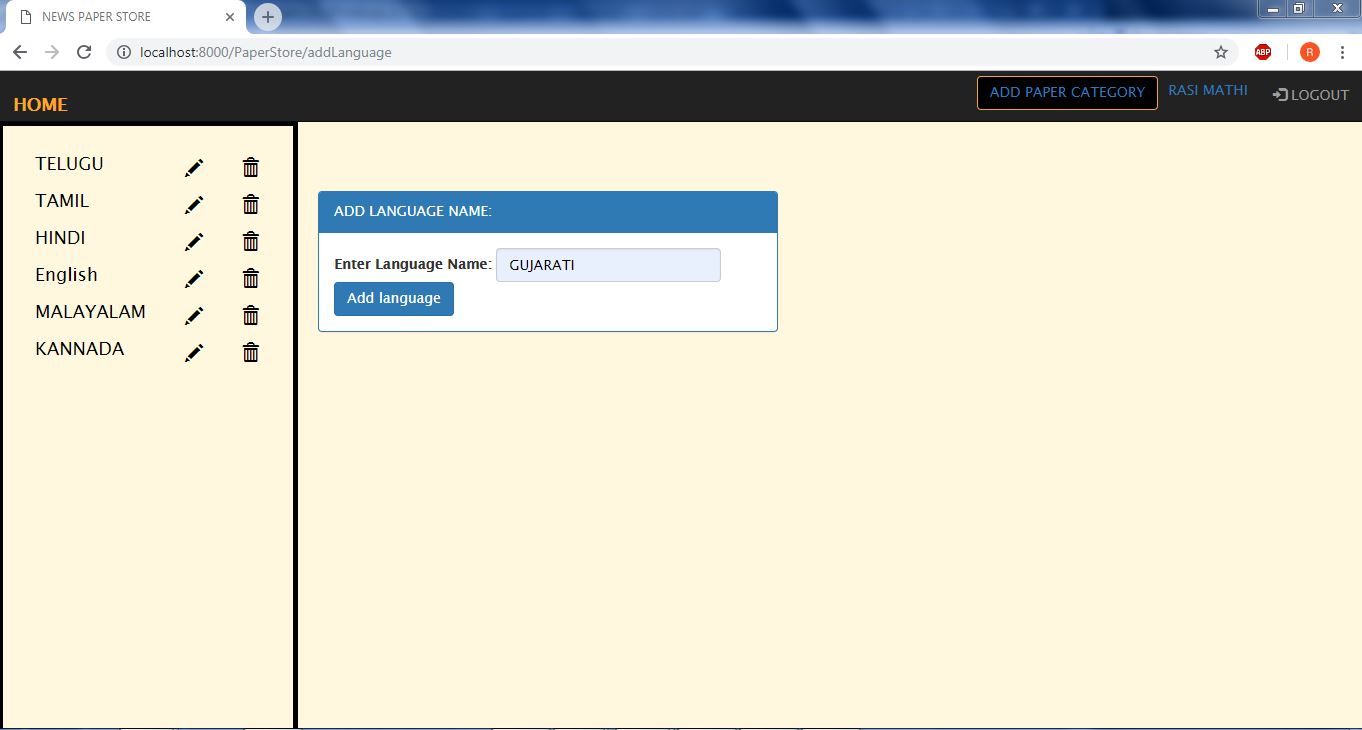 NEWS PAPER STORE
localhost:8000/PaperStore/addLanguage
ABP
R
HOME
ADD PAPER CATEGORY
RASI MATHI
LOGOUT
TELUGU
TAMIL
HINDI
English
MALAYALAM
KANNADA
ADD LANGUAGE NAME:
Enter Language Name: GUJARATI
Add language